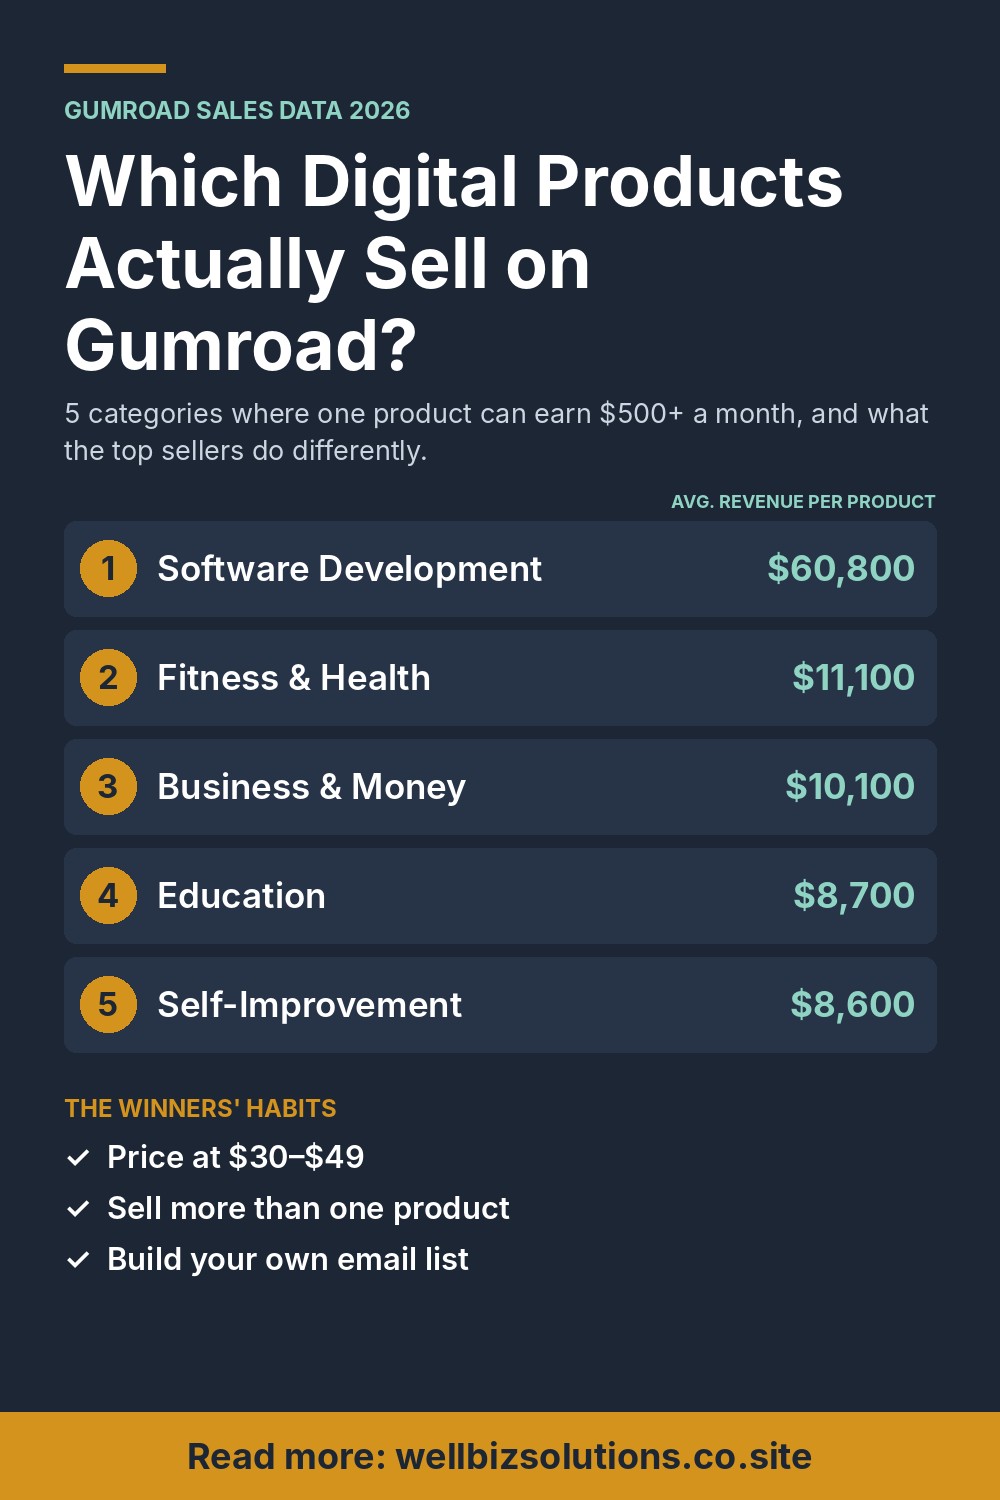 GUMROAD SALES DATA 2026
Which Digital Products
Actually Sell on
Gumroad?
5 categories where one product can earn $500+ a month, and what
the top sellers do differently.
AVG. REVENUE PER PRODUCT
1 Software Development $60,800
2 Fitness & Health $11,100
3 Business & Money $10,100
4 Education $8,700
5 Self-Improvement $8,600
THE WINNERS' HABITS
✓ Price at $30–$49
✓ Sell more than one product
✓ Build your own email list
Read more: wellbizsolutions.co.site